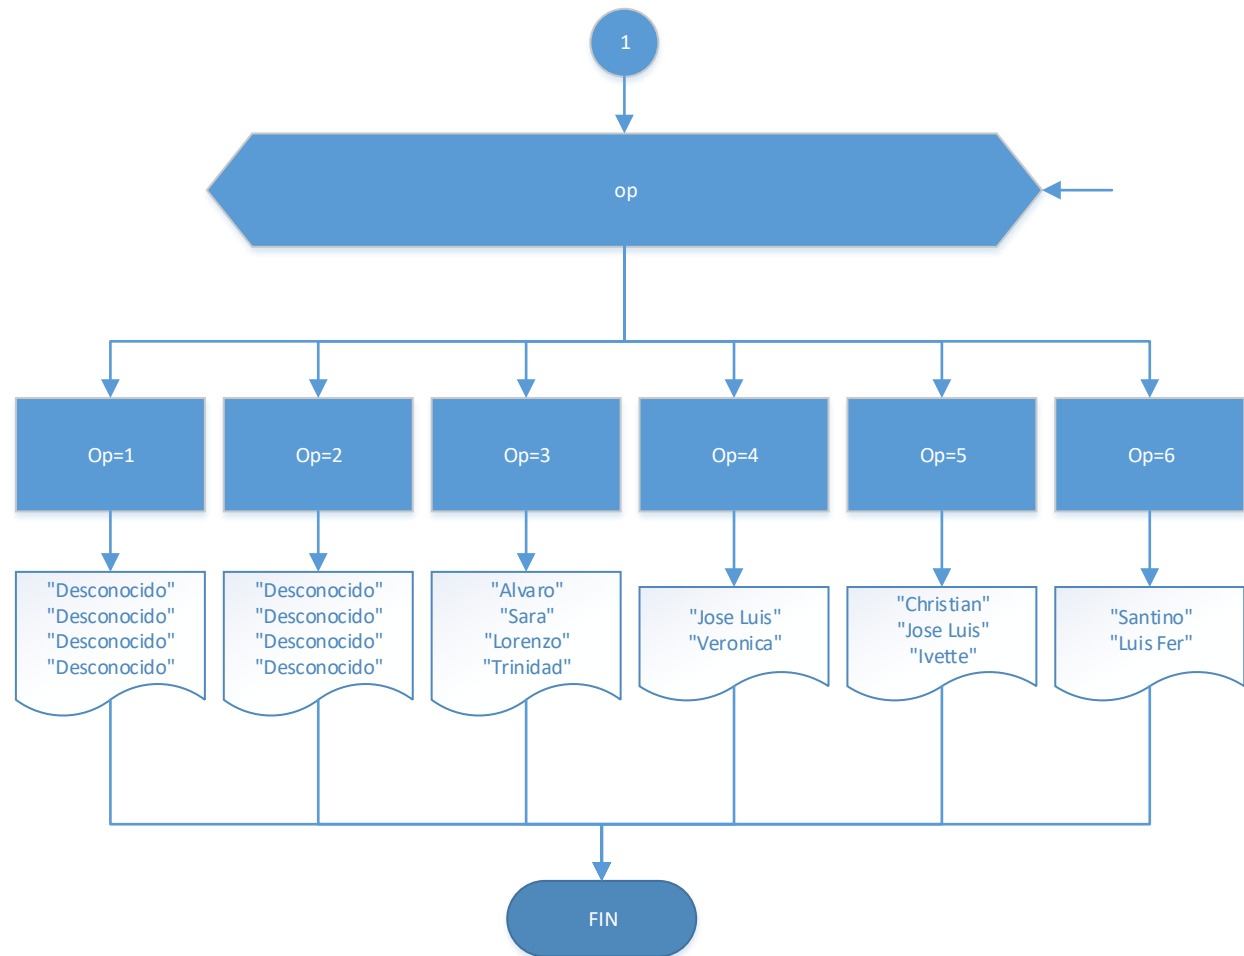 1
op
Op=1
Op=2
Op=3
Op=4
Op=5
Op=6
"Desconocido"
"Desconocido"
"Desconocido"
"Desconocido"
"Desconocido"
"Desconocido"
"Desconocido"
"Desconocido"
"Alvaro"
"Sara"
"Lorenzo"
"Trinidad"
"Jose Luis"
"Veronica"
"Christian"
"Jose Luis"
"Ivette"
"Santino"
"Luis Fer"
FIN